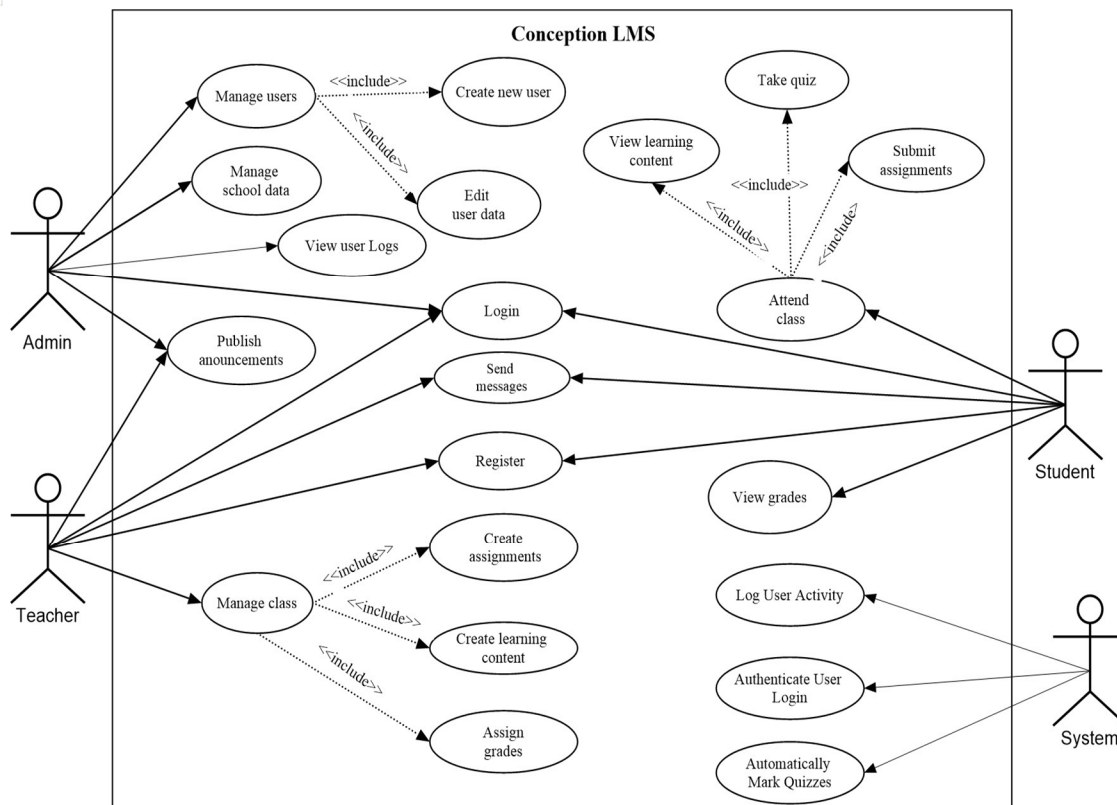 Conception LMS
Manage users
<<include>>
Create new user
<<include>>
Edit
user data
Manage
school data
View user Logs
Admin
Publish
anouncements
Take quiz
View learning
content
Submit
assignments
<<include>>
<<include>>
<<include>
Attend
class
Login
Send
messages
Register
Student
View grades
Teacher
Manage class
<<include>>
Create
assignments
<<include>>
Create learning
content
<<include>>
Assign
grades
Log User Activity
Authenticate User
Login
Automatically
Mark Quizzes
System